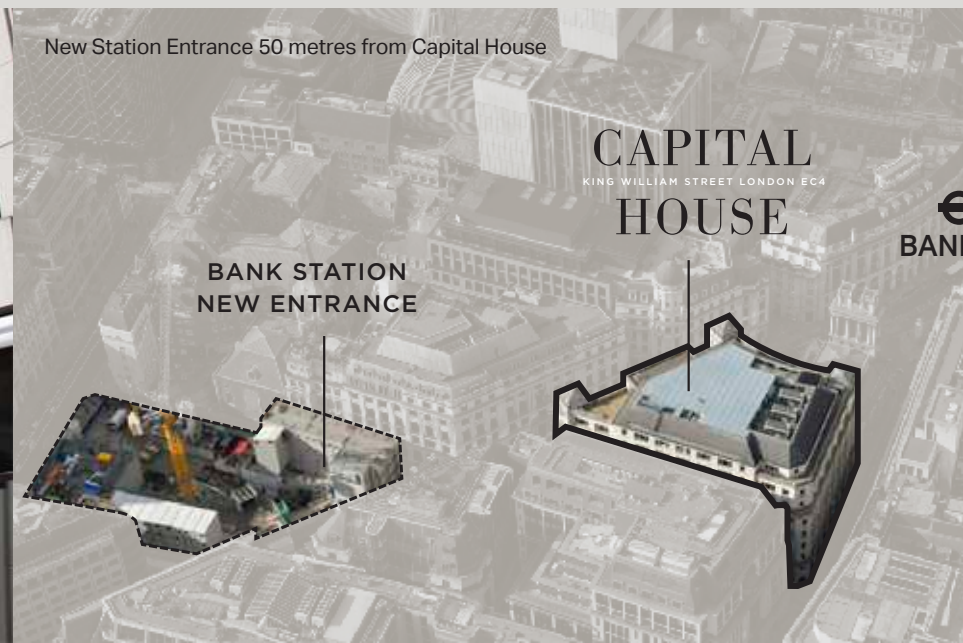 New Station Entrance 50 metres from Capital House
CAPITAL
KING WILLIAM STREET LONDON EC4
HOUSE
BANK STATION
NEW ENTRANCE